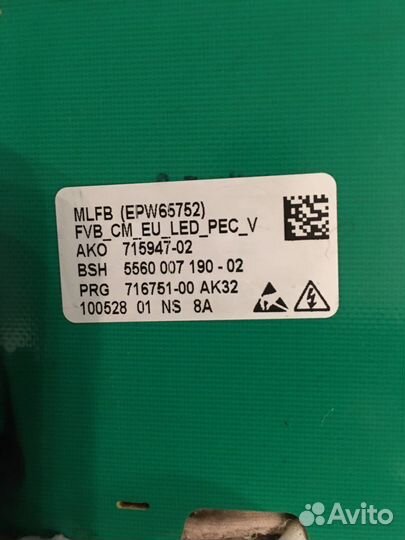 MLFB (EPW65752)
FVB_CM_EU_LED_PEC_V
AKO 715947-02
BSH 5560 007 190 - 02
PRG 716751-00 AK32
100528 01 NS 8A
Avito